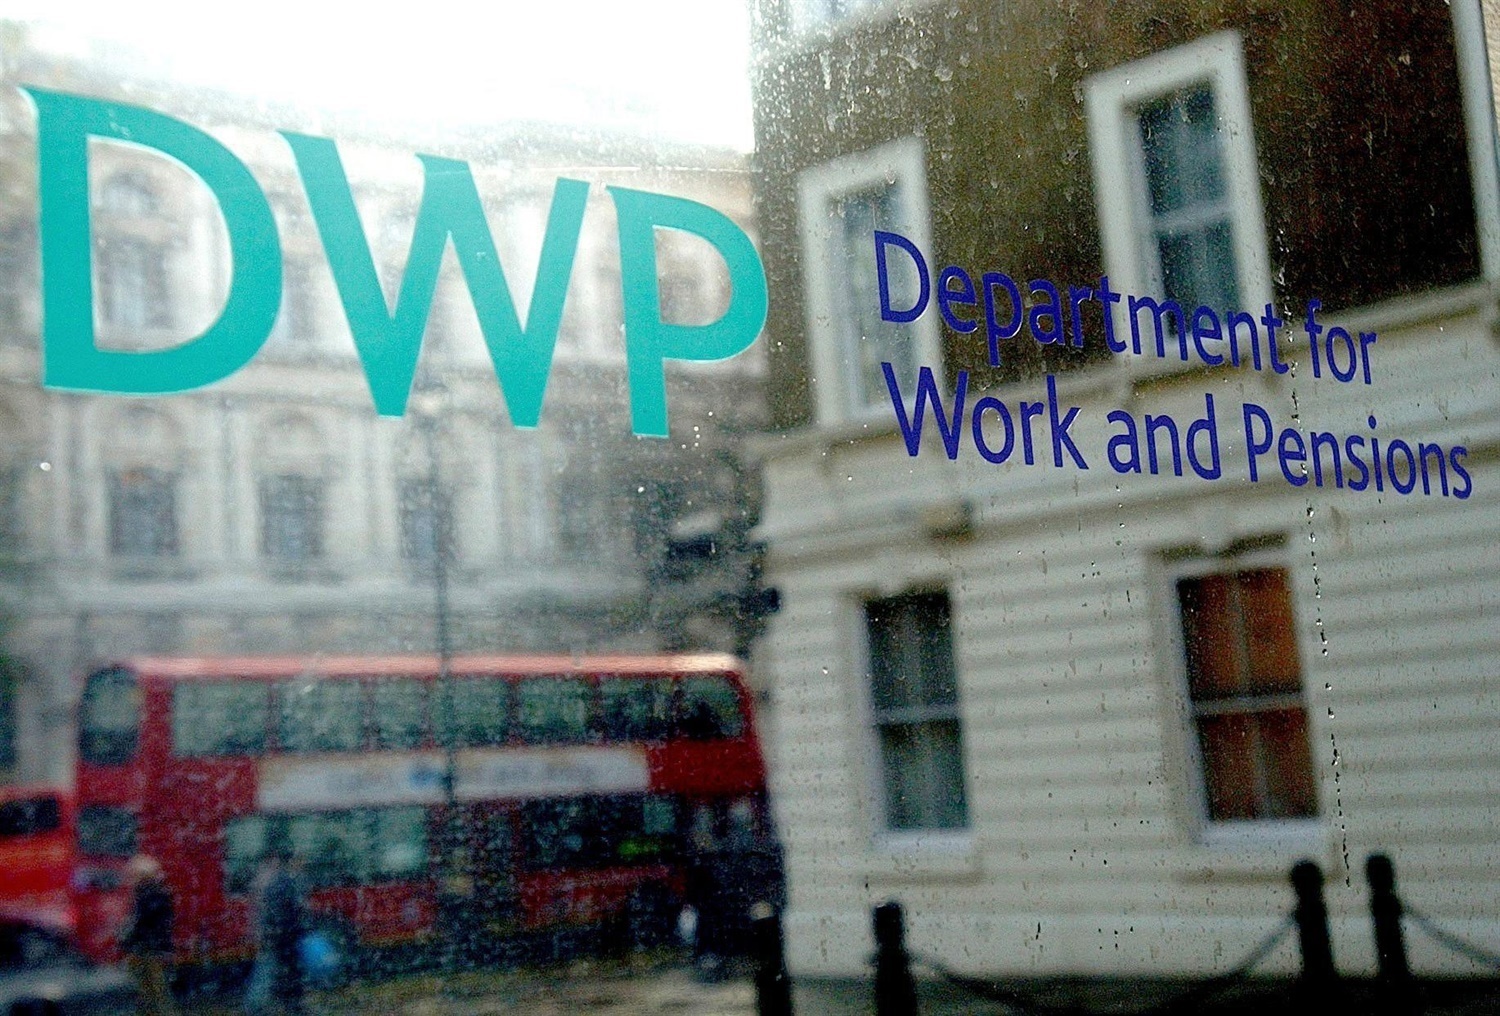 DWP
Department for
Work and Pensions